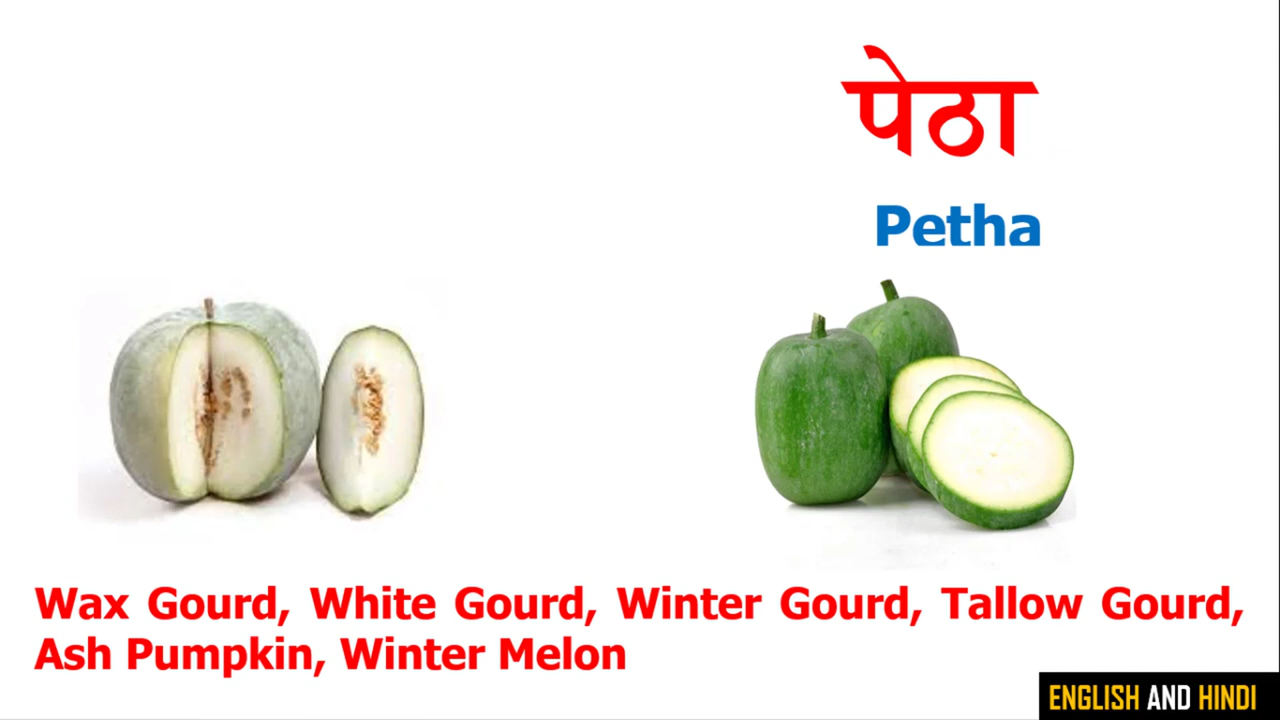 पेठा
Petha
Wax Gourd, White Gourd, Winter Gourd, Tallow Gourd,
Ash Pumpkin, Winter Melon
ENGLISH AND HINDI